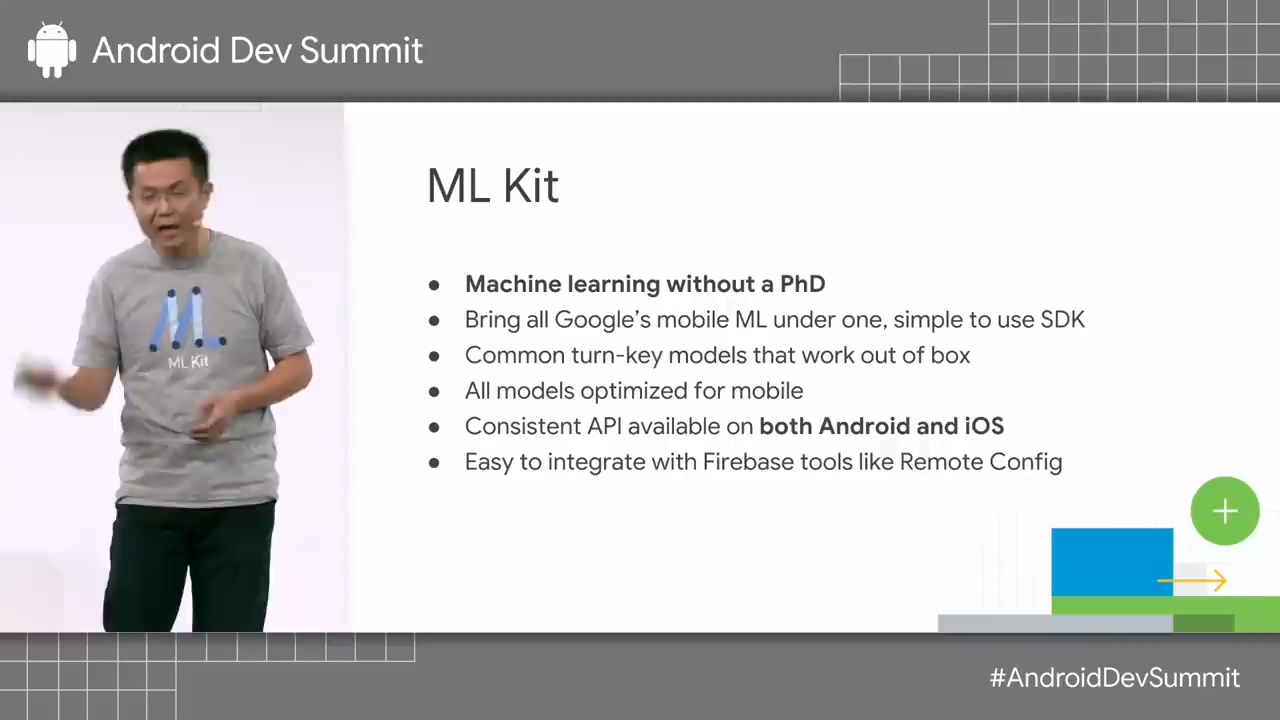 Android Dev Summit
ML Kit
ML Kit
● Machine learning without a PhD
● Bring all Google's mobile ML under one, simple to use SDK
● Common turn-key models that work out of box
● All models optimized for mobile
● Consistent API available on both Android and iOS
● Easy to integrate with Firebase tools like Remote Config
#AndroidDevSummit